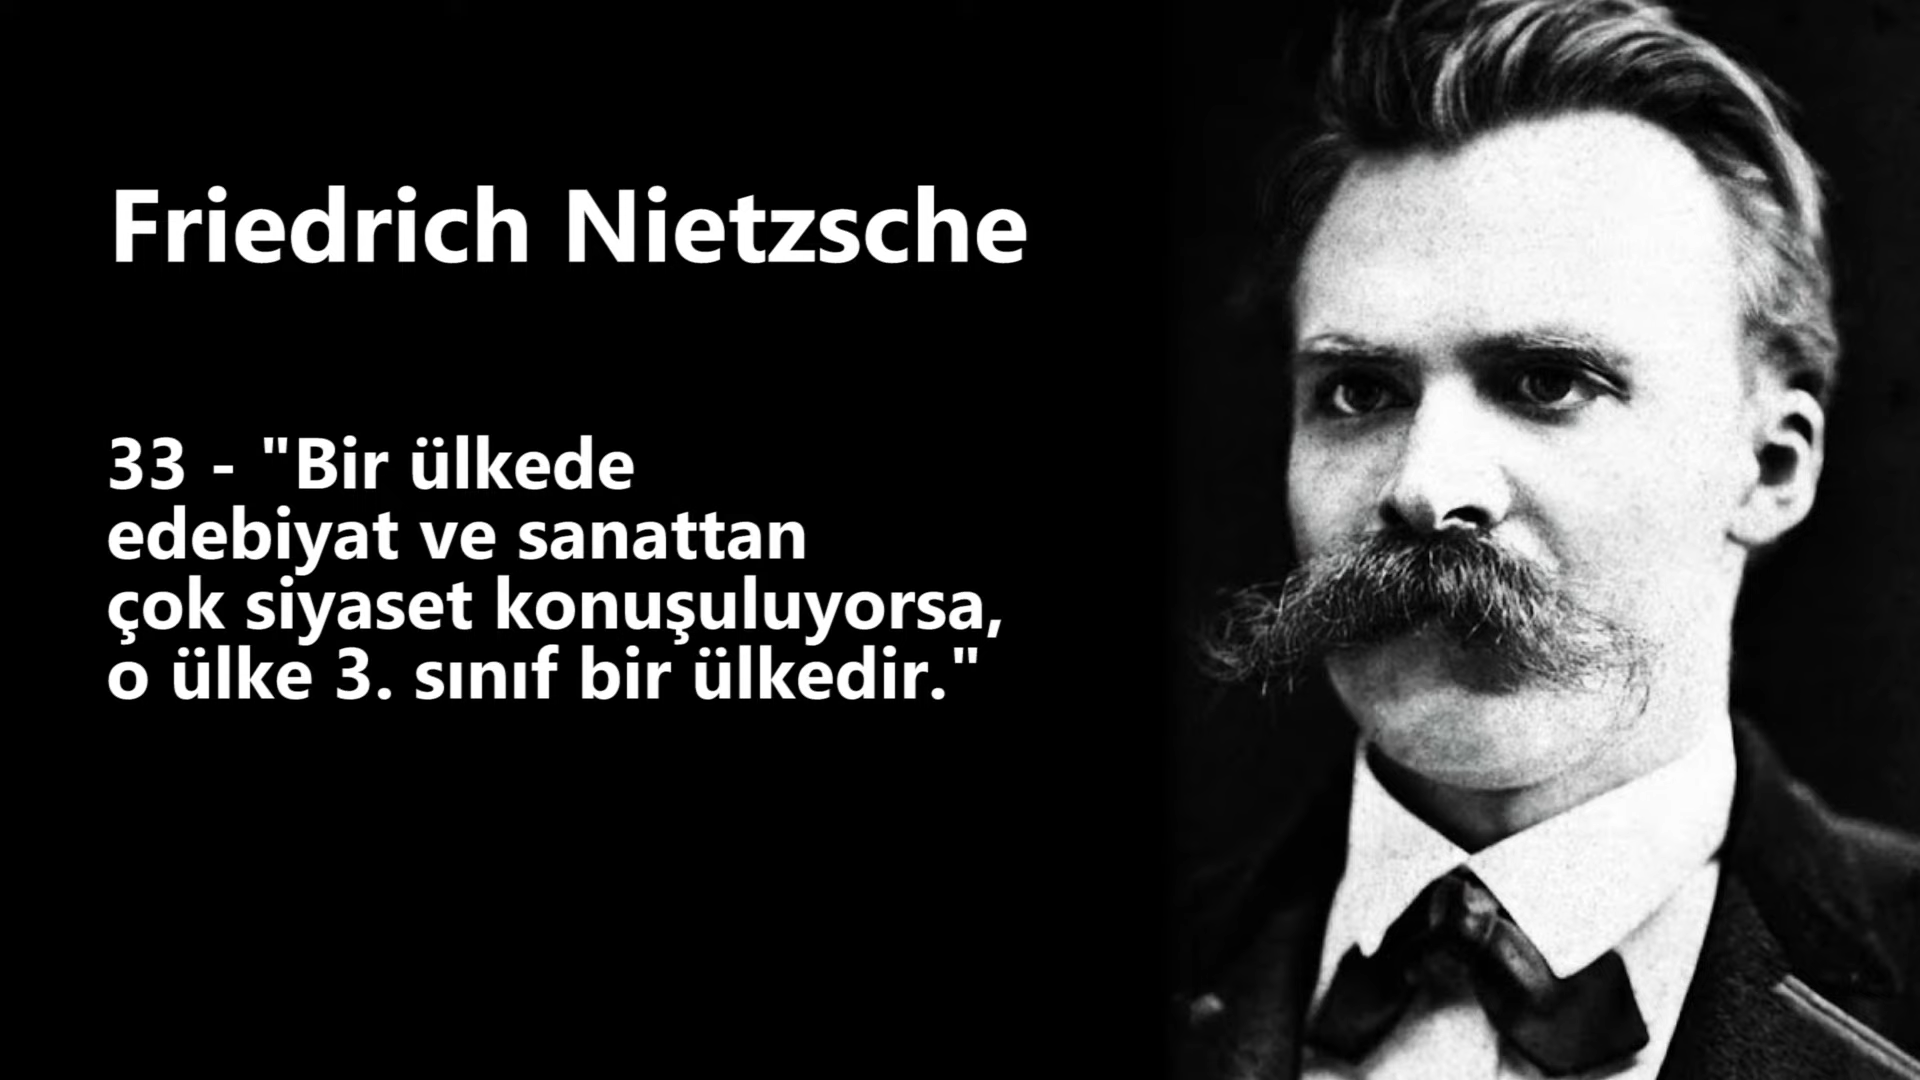 Friedrich Nietzsche
33 - "Bir ülkede
edebiyat ve sanattan
çok siyaset konuşuluyorsa,
o ülke 3. sınıf bir ülkedir."